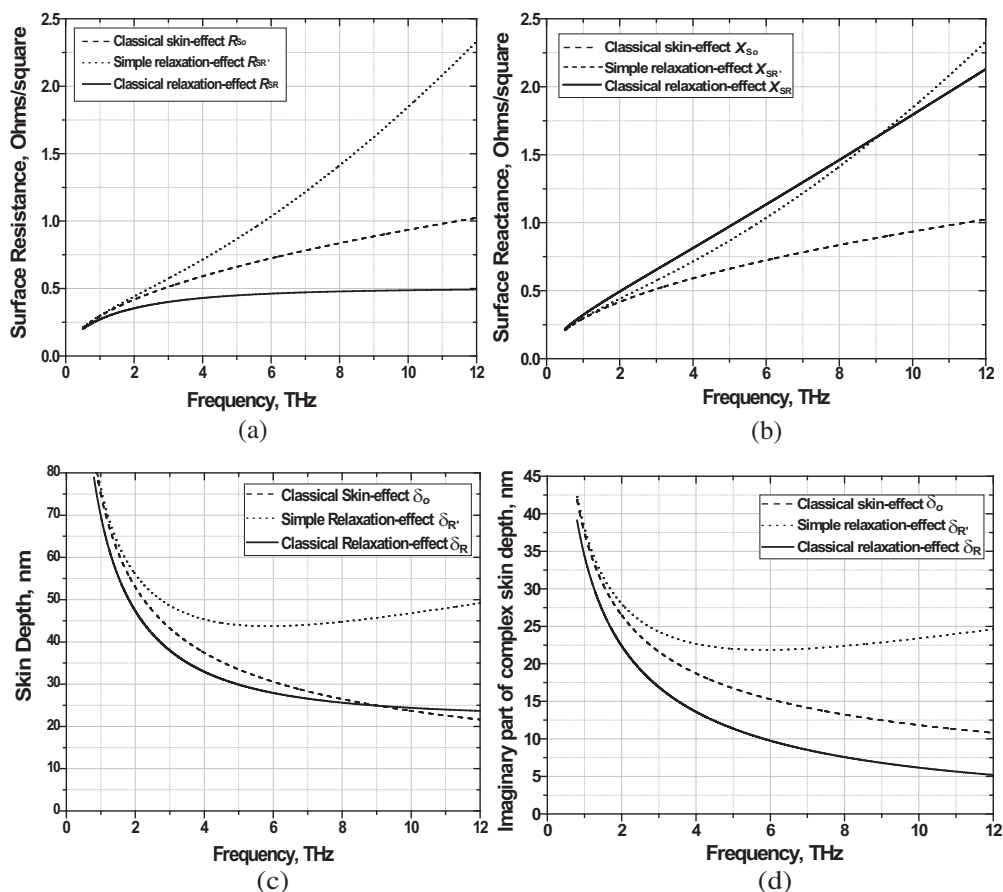 Surface Resistance, Ohms/square
2.5
2.0
1.5
1.0
0.5
0.0
Classical skin-effect RSo
Simple relaxation-effect RSR'
Classical relaxation-effect RSR
0 2 4 6 8 10 12
Frequency, THz
(a)
Surface Reactance, Ohms/square
2.5
2.0
1.5
1.0
0.5
0.0
Classical skin-effect XSo
Simple relaxation-effect XSR'
Classical relaxation-effect XSR
0 2 4 6 8 10 12
Frequency, THz
(b)
Skin Depth, nm
80
70
60
50
40
30
20
10
0
Classical Skin-effect δo
Simple Relaxation-effect δR'
Classical Relaxation-effect δR
0 2 4 6 8 10 12
Frequency, THz
(c)
Imaginary part of complex skin depth, nm
45
40
35
30
25
20
15
10
5
0
Classical skin-effect δo
Simple relaxation-effect δR'
Classical relaxation-effect δR
0 2 4 6 8 10 12
Frequency, THz
(d)